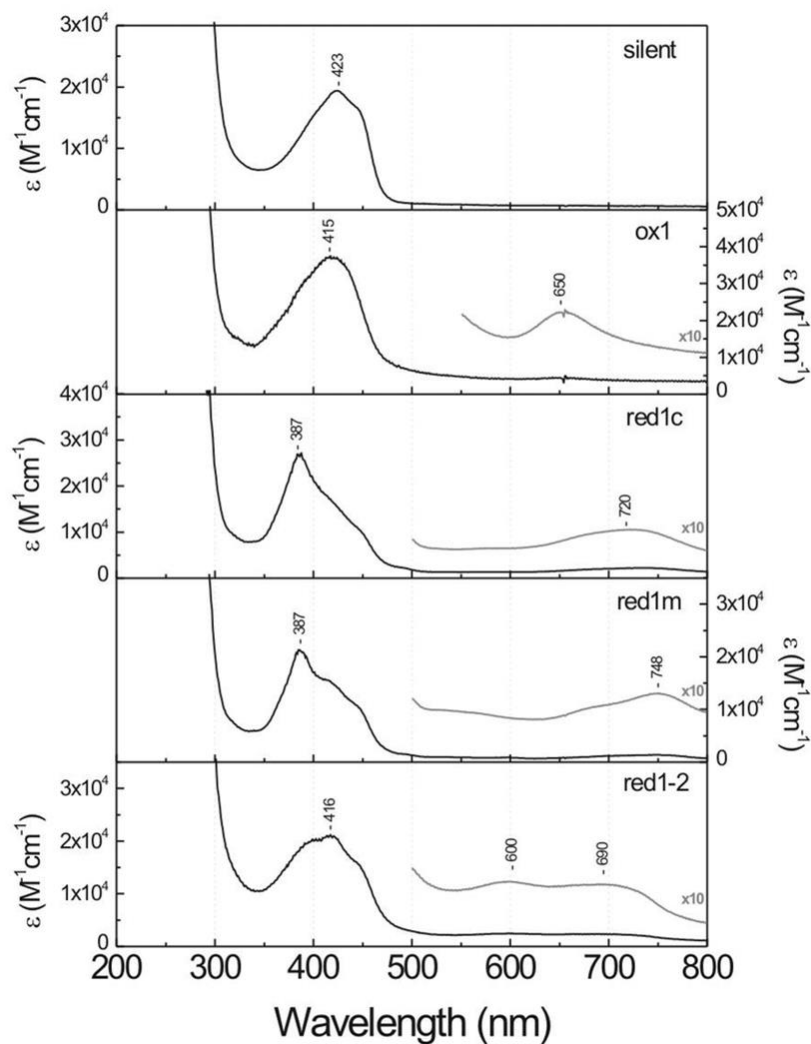 3x10⁴
silent
423
2x10⁴
ε (M⁻¹cm⁻¹)
1x10⁴
0
5x10⁴
ox1
415
4x10⁴
650
3x10⁴
ε (M⁻¹cm⁻¹)
2x10⁴
x10
1x10⁴
0
4x10⁴
red1c
387
3x10⁴
ε (M⁻¹cm⁻¹)
2x10⁴
720
x10
1x10⁴
0
red1m
387
3x10⁴
748
2x10⁴
ε (M⁻¹cm⁻¹)
x10
1x10⁴
0
red1-2
3x10⁴
416
ε (M⁻¹cm⁻¹)
2x10⁴
600
690
x10
1x10⁴
0
200 300 400 500 600 700 800
Wavelength (nm)